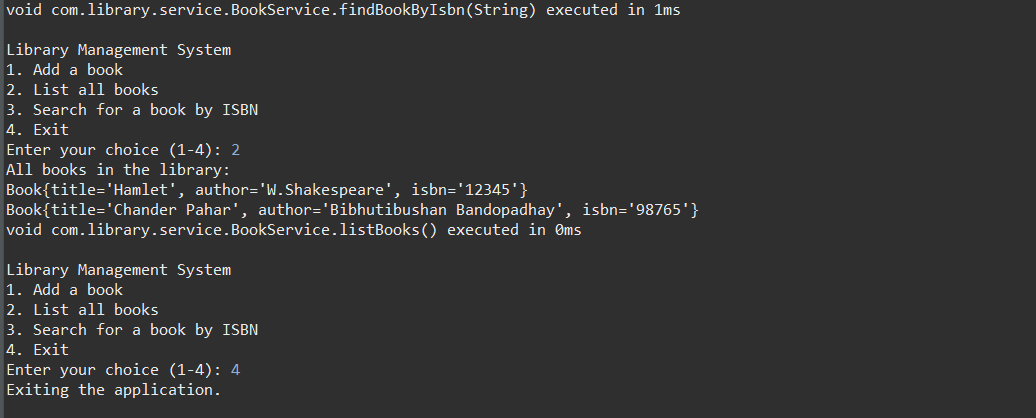 void com.library.service.BookService.findBookByIsbn(String) executed in 1ms
Library Management System
1. Add a book
2. List all books
3. Search for a book by ISBN
4. Exit
Enter your choice (1-4): 2
All books in the library:
Book{title='Hamlet', author='W.Shakespeare', isbn='12345'}
Book{title='Chander Pahar', author='Bibhutibushan Bandopadhay', isbn='98765'}
void com.library.service.BookService.listBooks() executed in 0ms
Library Management System
1. Add a book
2. List all books
3. Search for a book by ISBN
4. Exit
Enter your choice (1-4): 4
Exiting the application.